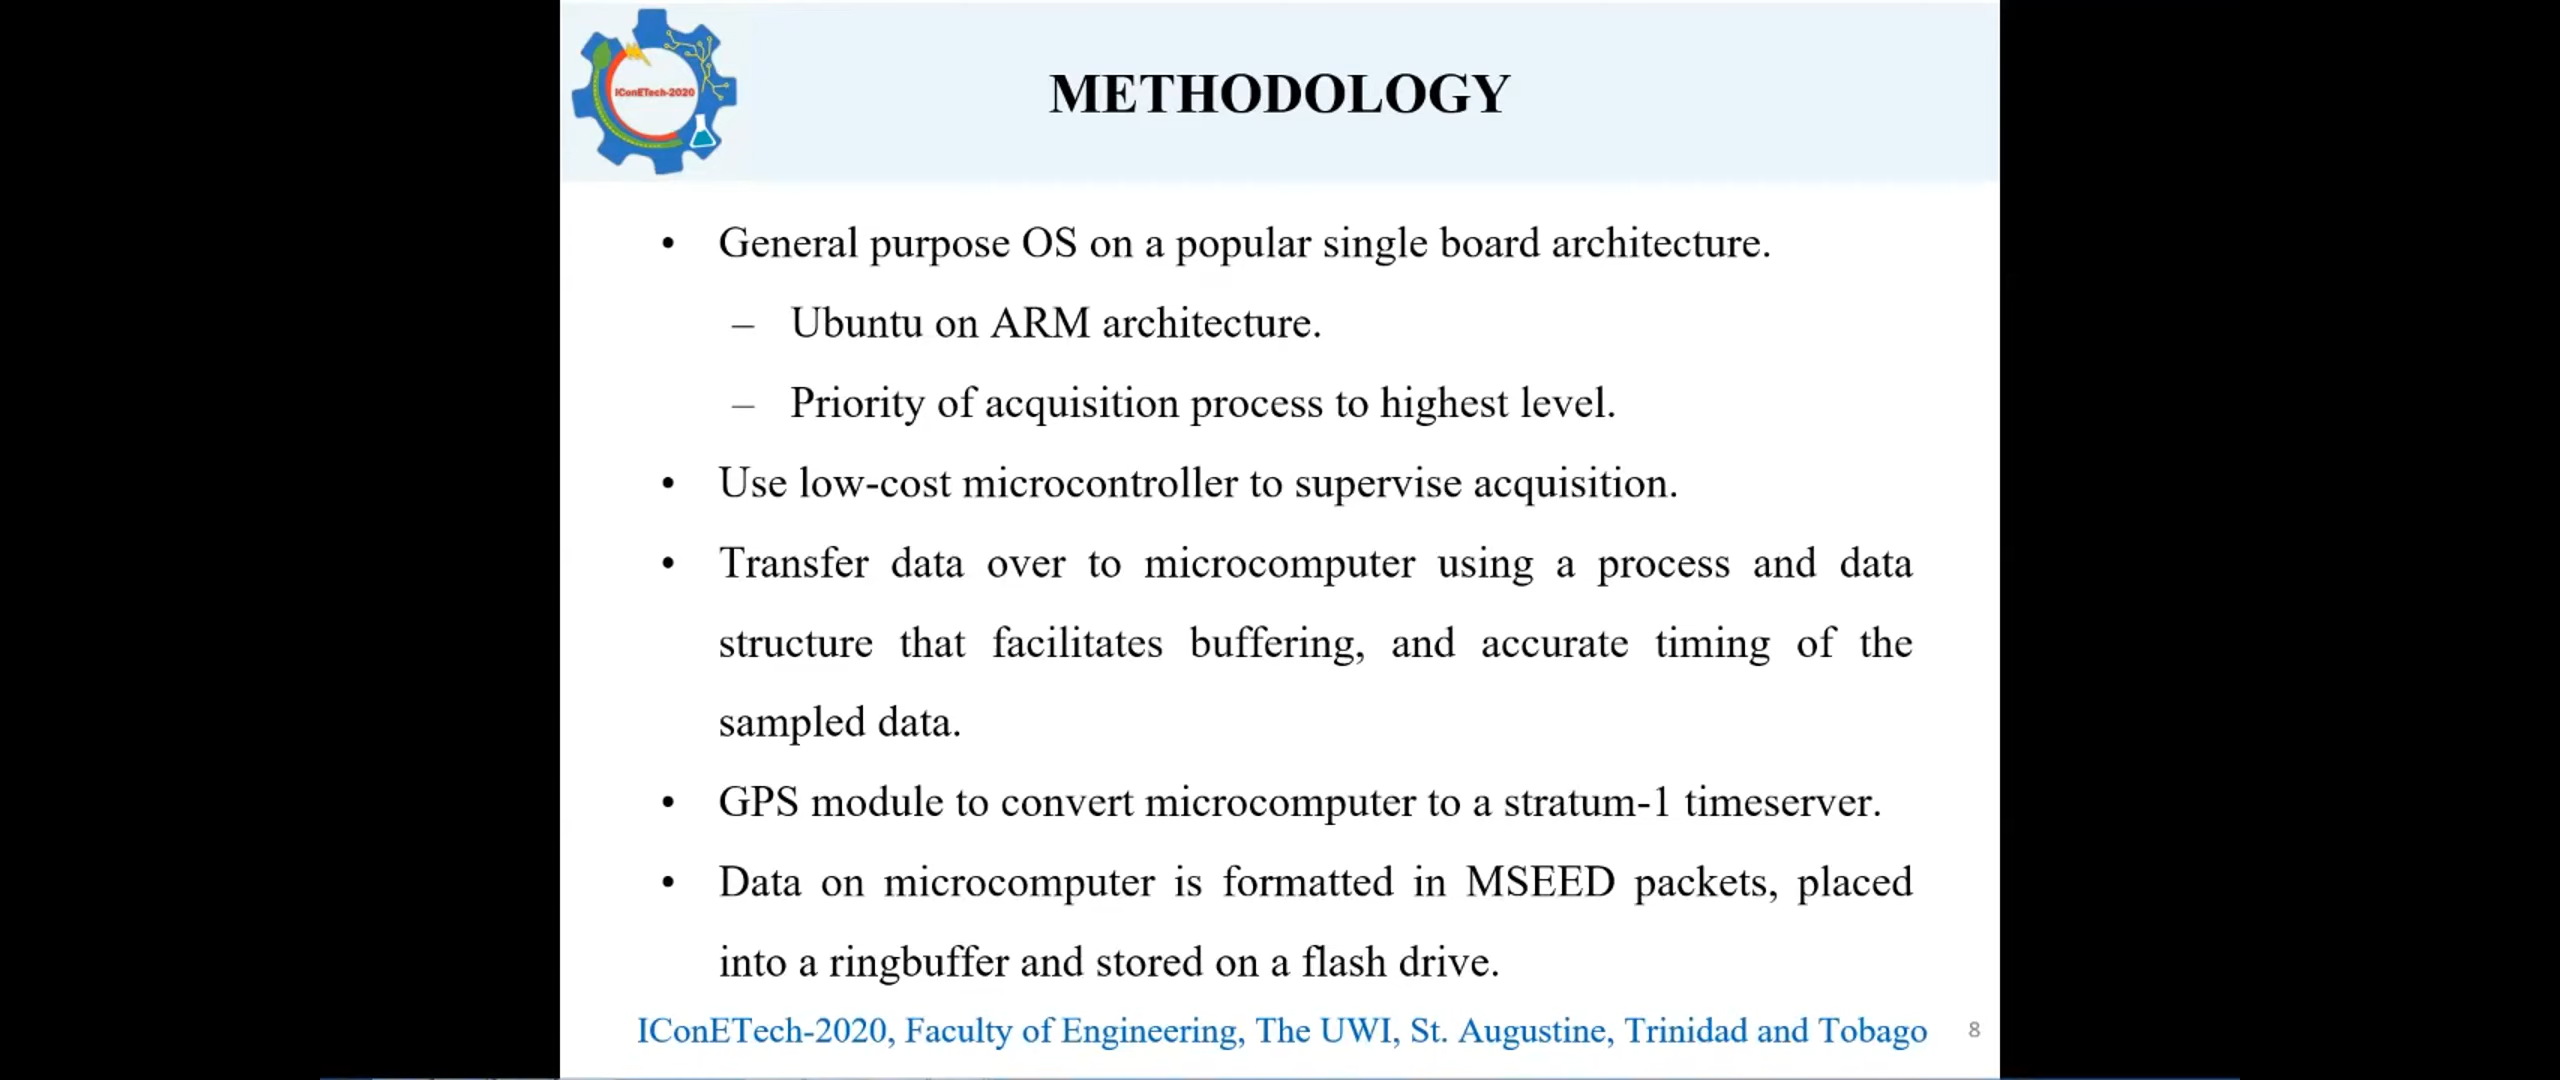 IConETech-2020
METHODOLOGY
• General purpose OS on a popular single board architecture.
– Ubuntu on ARM architecture.
– Priority of acquisition process to highest level.
• Use low-cost microcontroller to supervise acquisition.
• Transfer data over to microcomputer using a process and data
structure that facilitates buffering, and accurate timing of the
sampled data.
• GPS module to convert microcomputer to a stratum-1 timeserver.
• Data on microcomputer is formatted in MSEED packets, placed
into a ringbuffer and stored on a flash drive.
IConETech-2020, Faculty of Engineering, The UWI, St. Augustine, Trinidad and Tobago 8